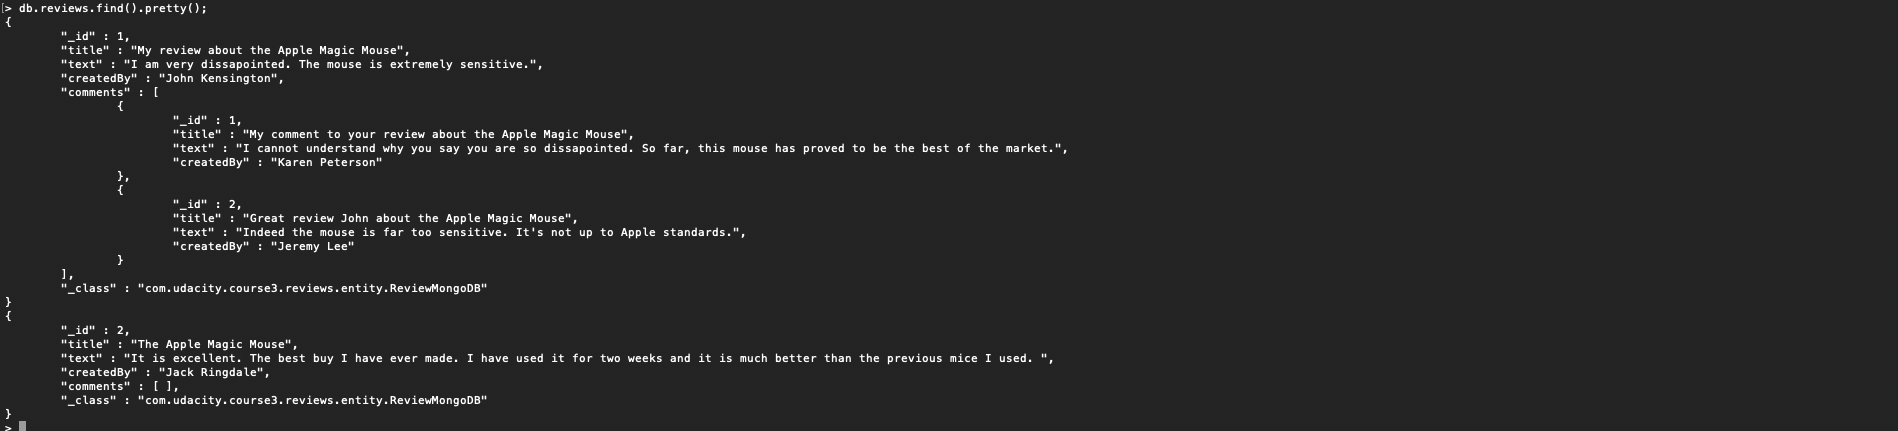 > db.reviews.find().pretty();
{
"_id" : 1,
"title" : "My review about the Apple Magic Mouse",
"text" : "I am very dissapointed. The mouse is extremely sensitive.",
"createdBy" : "John Kensington",
"comments" : [
{
"_id" : 1,
"title" : "My comment to your review about the Apple Magic Mouse",
"text" : "I cannot understand why you say you are so dissapointed. So far, this mouse has proved to be the best of the market.",
"createdBy" : "Karen Peterson"
},
{
"_id" : 2,
"title" : "Great review John about the Apple Magic Mouse",
"text" : "Indeed the mouse is far too sensitive. It's not up to Apple standards.",
"createdBy" : "Jeremy Lee"
}
],
"_class" : "com.udacity.course3.reviews.entity.ReviewMongoDB"
}
{
"_id" : 2,
"title" : "The Apple Magic Mouse",
"text" : "It is excellent. The best buy I have ever made. I have used it for two weeks and it is much better than the previous mice I used. ",
"createdBy" : "Jack Ringdale",
"comments" : [ ],
"_class" : "com.udacity.course3.reviews.entity.ReviewMongoDB"
}
>